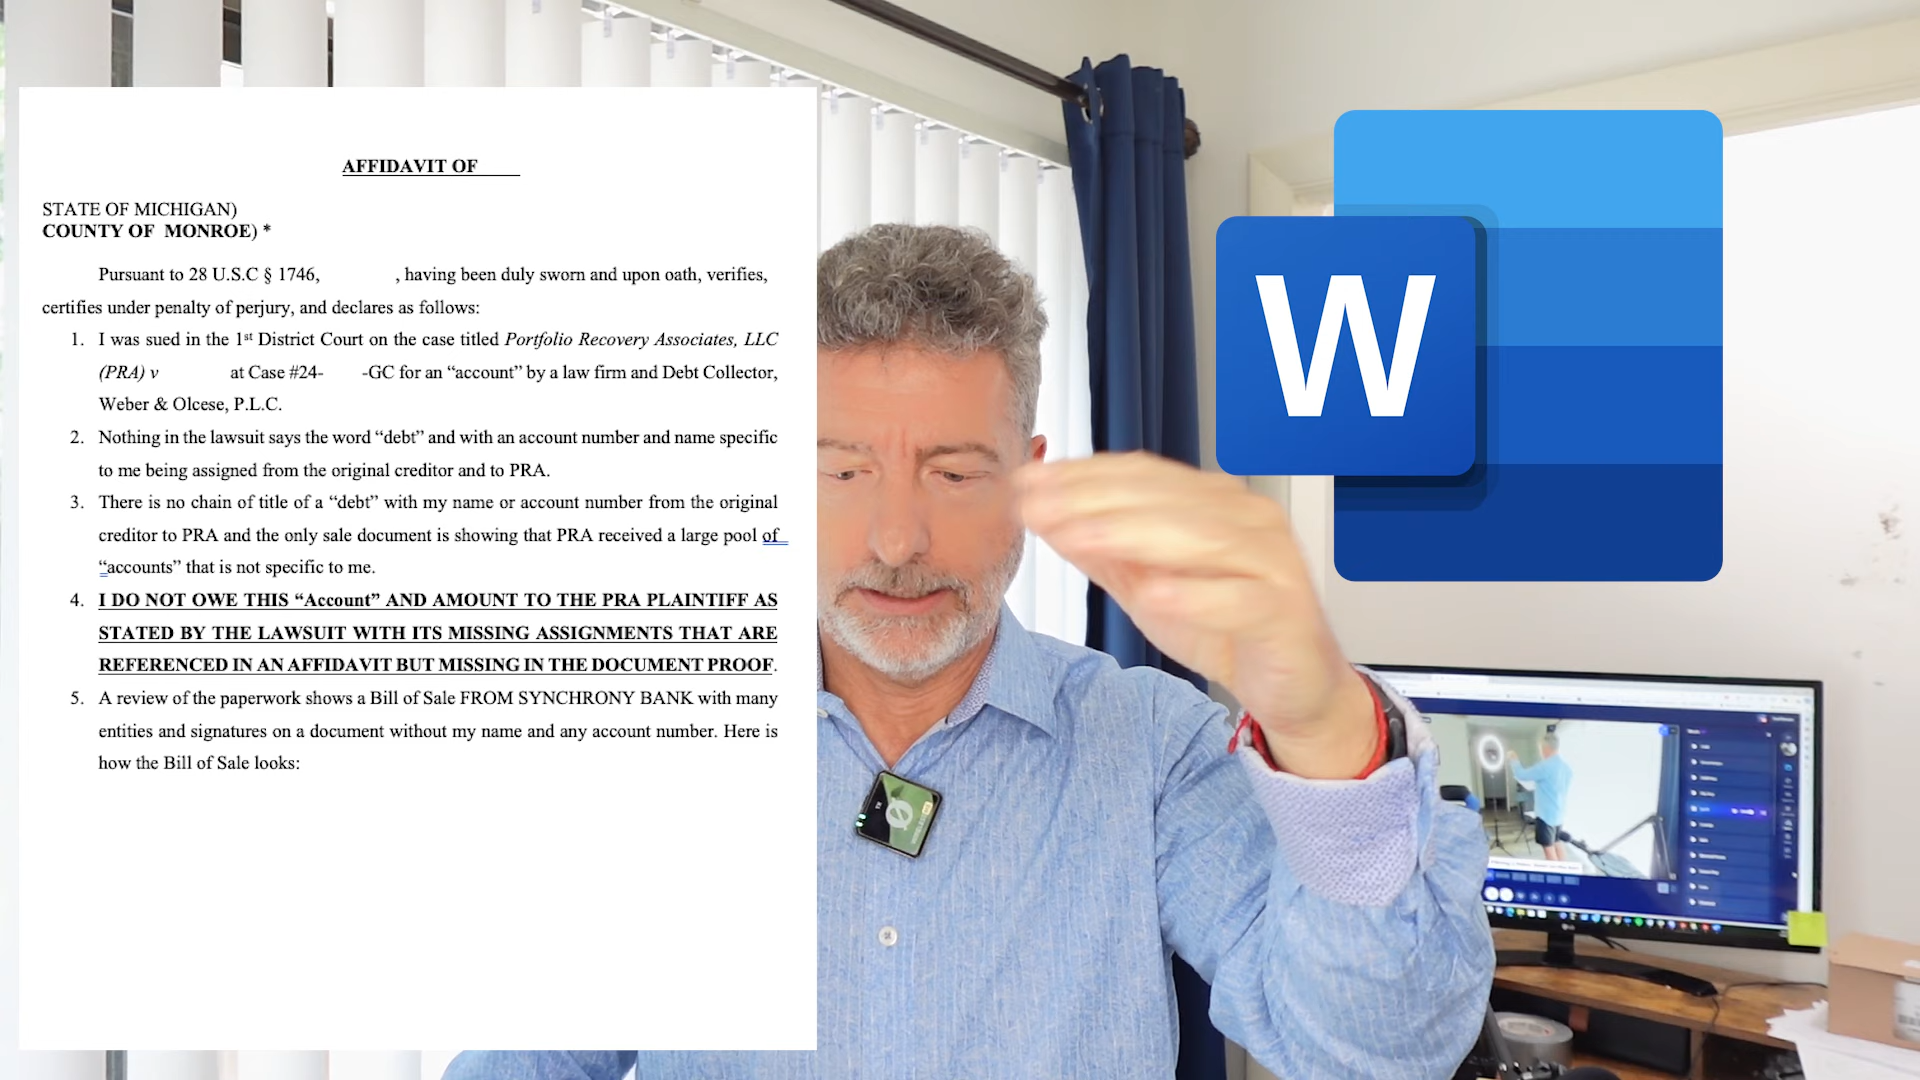 AFFIDAVIT OF
STATE OF MICHIGAN)
COUNTY OF MONROE) *
Pursuant to 28 U.S.C § 1746, , having been duly sworn and upon oath, verifies,
certifies under penalty of perjury, and declares as follows:
1. I was sued in the 1st District Court on the case titled Portfolio Recovery Associates, LLC
(PRA) v at Case #24- -GC for an “account” by a law firm and Debt Collector,
Weber & Olcese, P.L.C.
2. Nothing in the lawsuit says the word “debt” and with an account number and name specific
to me being assigned from the original creditor and to PRA.
3. There is no chain of title of a “debt” with my name or account number from the original
creditor to PRA and the only sale document is showing that PRA received a large pool of
“accounts” that is not specific to me.
4. I DO NOT OWE THIS “Account” AND AMOUNT TO THE PRA PLAINTIFF AS
STATED BY THE LAWSUIT WITH ITS MISSING ASSIGNMENTS THAT ARE
REFERENCED IN AN AFFIDAVIT BUT MISSING IN THE DOCUMENT PROOF.
5. A review of the paperwork shows a Bill of Sale FROM SYNCHRONY BANK with many
entities and signatures on a document without my name and any account number. Here is
how the Bill of Sale looks:
W